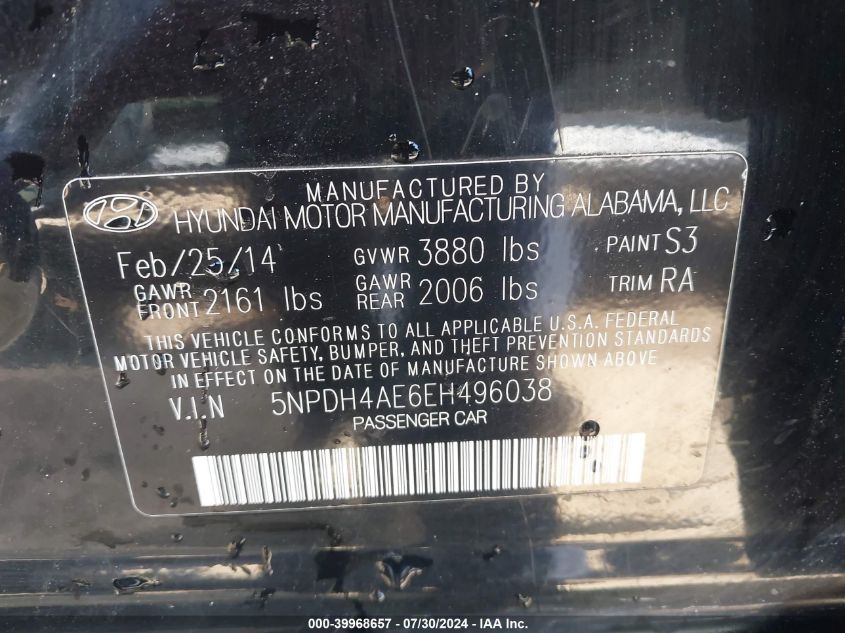 MANUFACTURED BY
HYUNDAI MOTOR MANUFACTURING ALABAMA, LLC
Feb/25/14 GVWR 3880 lbs PAINT S3
GAWR FRONT 2161 lbs GAWR REAR 2006 lbs TRIM RA
THIS VEHICLE CONFORMS TO ALL APPLICABLE U.S.A. FEDERAL
MOTOR VEHICLE SAFETY, BUMPER, AND THEFT PREVENTION STANDARDS
IN EFFECT ON THE DATE OF MANUFACTURE SHOWN ABOVE
V.I.N 5NPDH4AE6EH496038
PASSENGER CAR
000-39968657 / 07/30/2024 - IAA Inc.